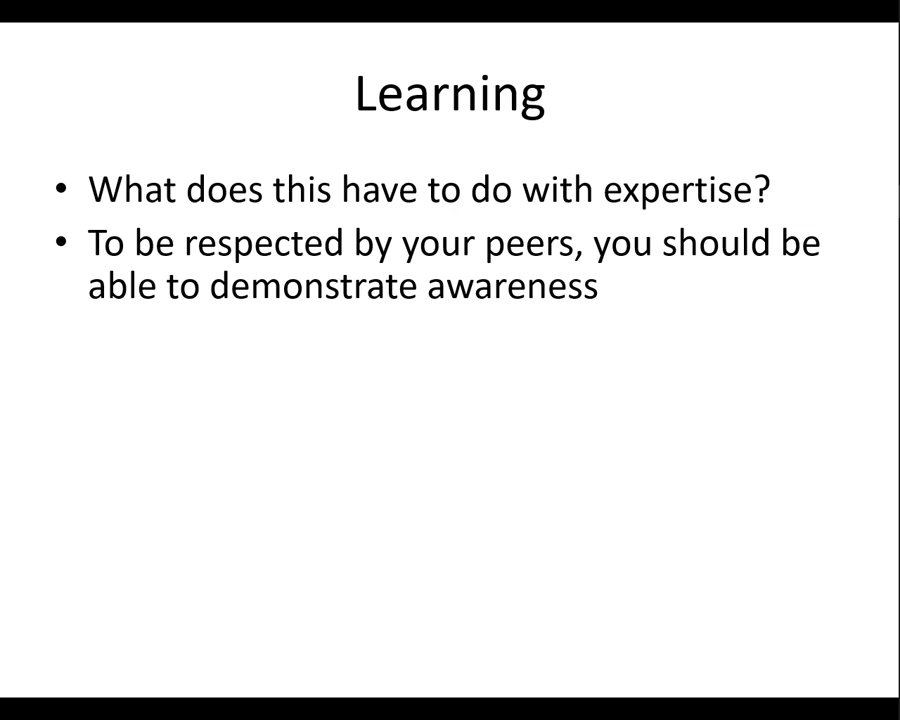 Learning
• What does this have to do with expertise?
• To be respected by your peers, you should be
able to demonstrate awareness